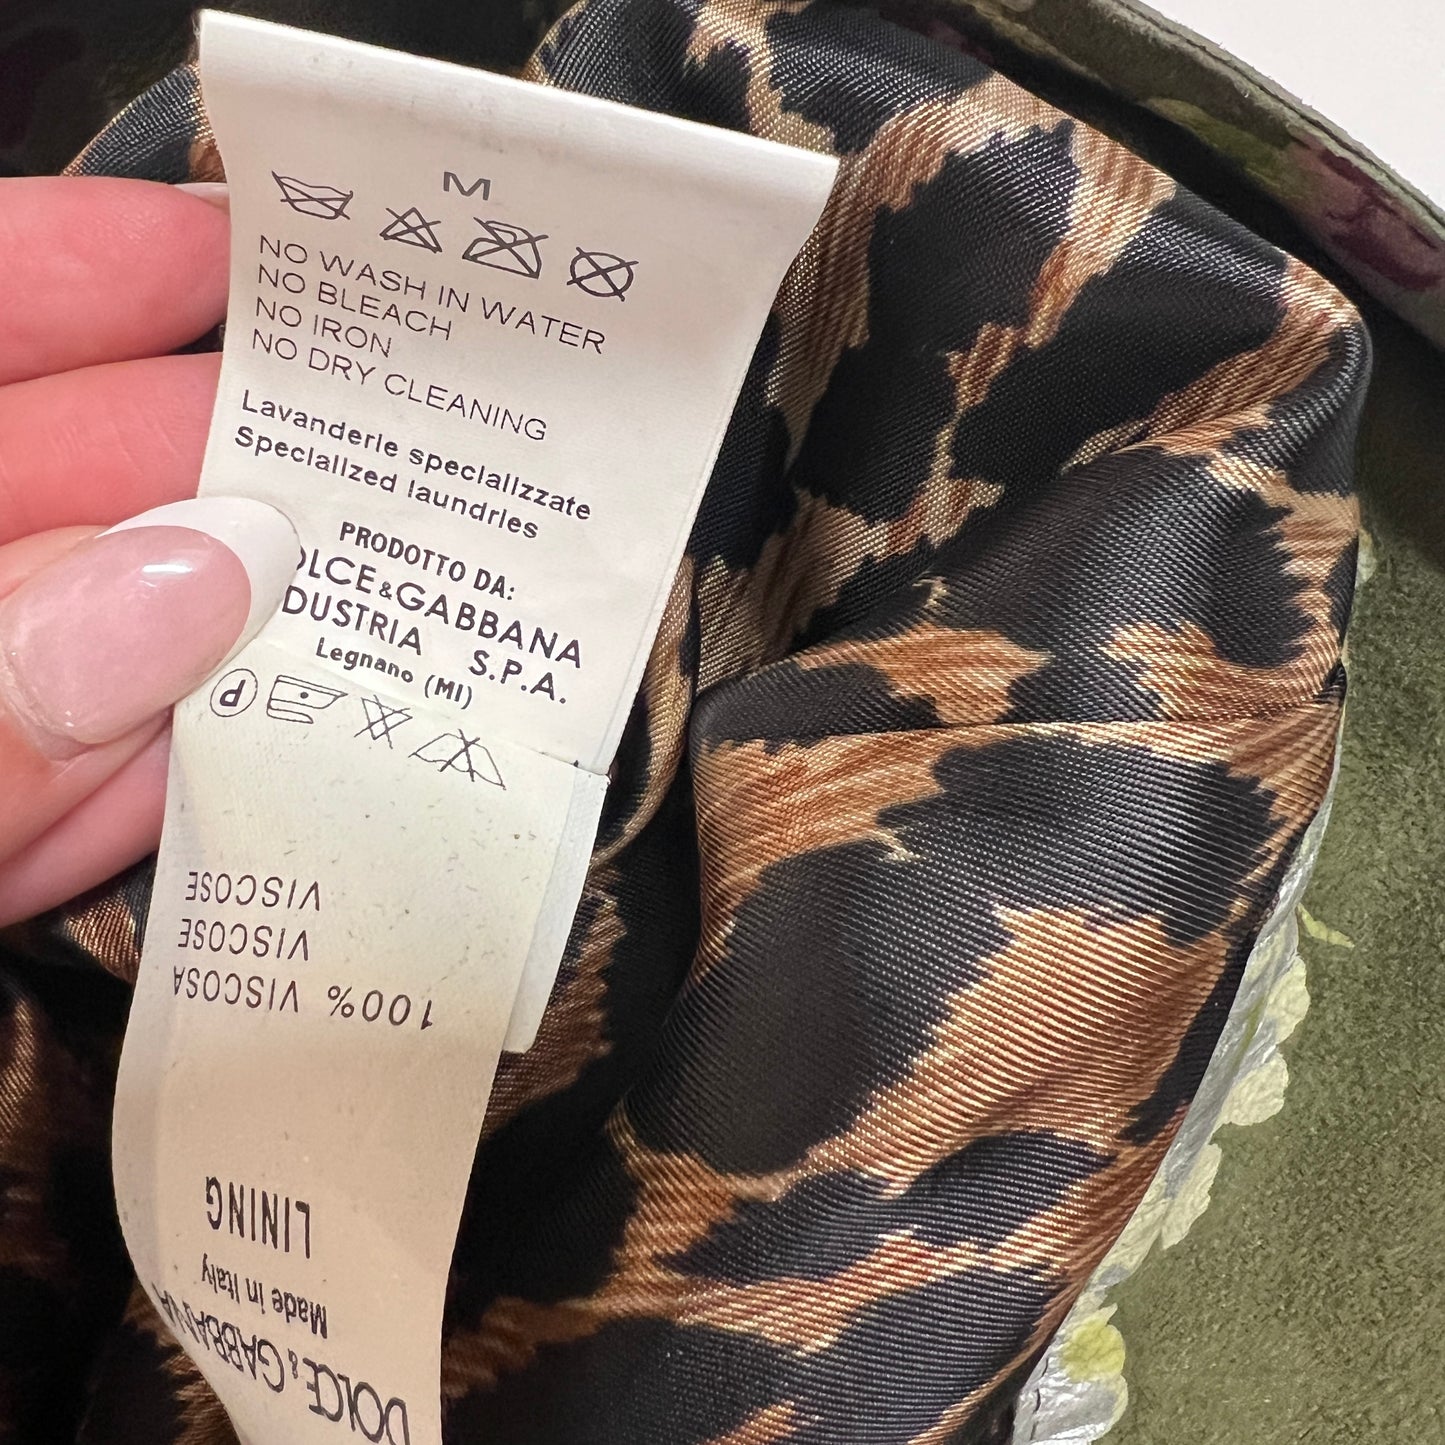 M
NO WASH IN WATER
NO BLEACH
NO IRON
NO DRY CLEANING
Lavanderie specializzate
Specialized laundries
PRODOTTO DA:
OLCE&GABBANA
DUSTRIA S.P.A.
Legnano (MI)
P
DOLCE&GABBANA
Made in Italy
LINING
100% VISCOSA
VISCOSE
VISCOSE